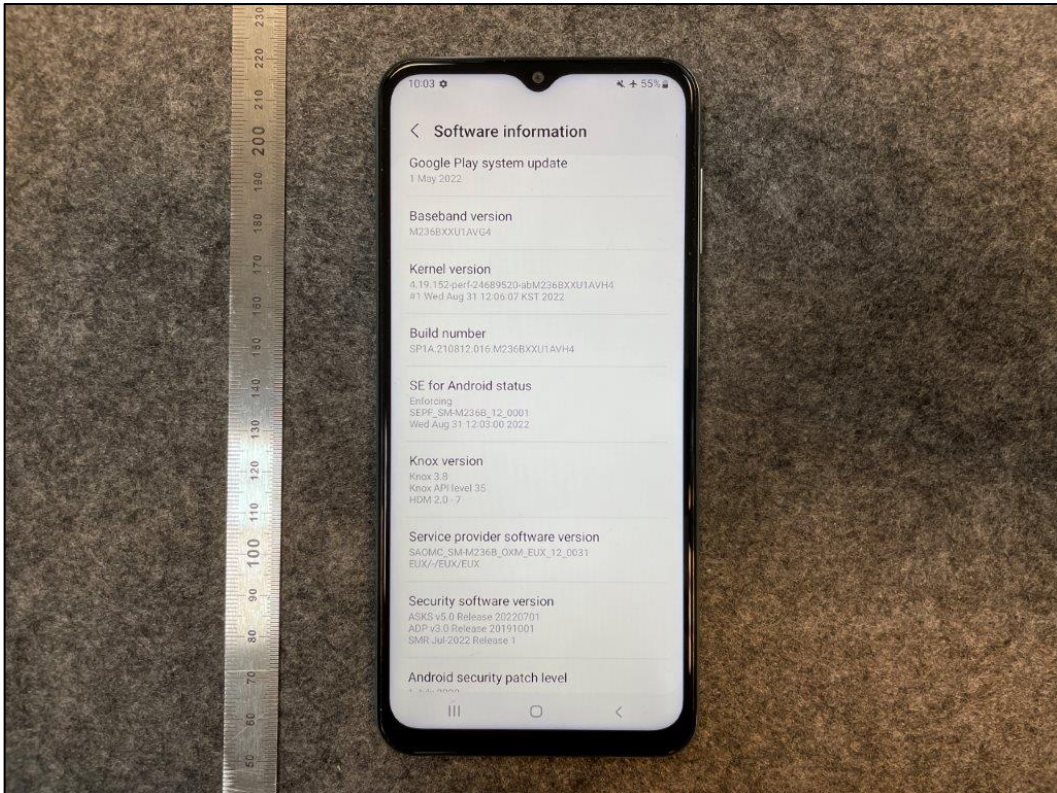 10:03
55%
Software information
Google Play system update
1 May 2022
Baseband version
M236BXXU1AVG4
Kernel version
4.19.152-perf-24689520-abM236BXXU1AVH4
#1 Wed Aug 31 12:06:07 KST 2022
Build number
SP1A.210812.016.M236BXXU1AVH4
SE for Android status
Enforcing
SEPF_SM-M236B_12_0001
Wed Aug 31 12:03:00 2022
Knox version
Knox 3.8
Knox API level 35
HDM 2.0 - 7
Service provider software version
SAOMC_SM-M236B_OXM_EUX_12_0031
EUX/-/EUX/EUX
Security software version
ASKS v5.0 Release 20220701
ADP v3.0 Release 20191001
SMR Jul-2022 Release 1
Android security patch level
230
220
210
200
190
180
170
160
150
140
130
120
110
100
90
80
70
60
50